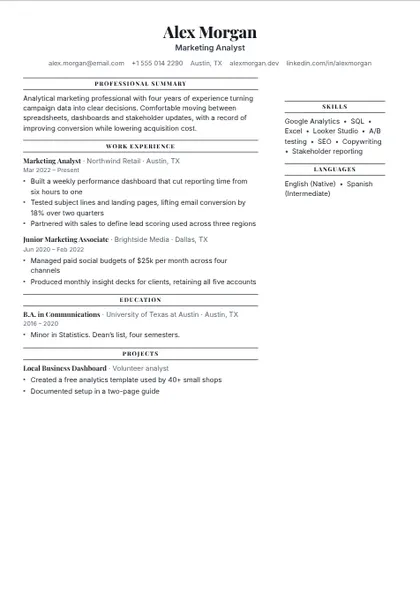 Alex Morgan
Marketing Analyst
alex.morgan@email.com +1 555 014 2290 Austin, TX alexmorgan.dev linkedin.com/in/alexmorgan
PROFESSIONAL SUMMARY
Analytical marketing professional with four years of experience turning
campaign data into clear decisions. Comfortable moving between
spreadsheets, dashboards and stakeholder updates, with a record of
improving conversion while lowering acquisition cost.
WORK EXPERIENCE
Marketing Analyst · Northwind Retail · Austin, TX
Mar 2022 – Present
• Built a weekly performance dashboard that cut reporting time from
six hours to one
• Tested subject lines and landing pages, lifting email conversion by
18% over two quarters
• Partnered with sales to define lead scoring used across three regions
Junior Marketing Associate · Brightside Media · Dallas, TX
Jun 2020 – Feb 2022
• Managed paid social budgets of $25k per month across four
channels
• Produced monthly insight decks for clients, retaining all five accounts
EDUCATION
B.A. in Communications · University of Texas at Austin · Austin, TX
2016 – 2020
• Minor in Statistics. Dean's list, four semesters.
PROJECTS
Local Business Dashboard · Volunteer analyst
• Created a free analytics template used by 40+ small shops
• Documented setup in a two-page guide
SKILLS
Google Analytics • SQL •
Excel • Looker Studio • A/B
testing • SEO • Copywriting
• Stakeholder reporting
LANGUAGES
English (Native) • Spanish
(Intermediate)